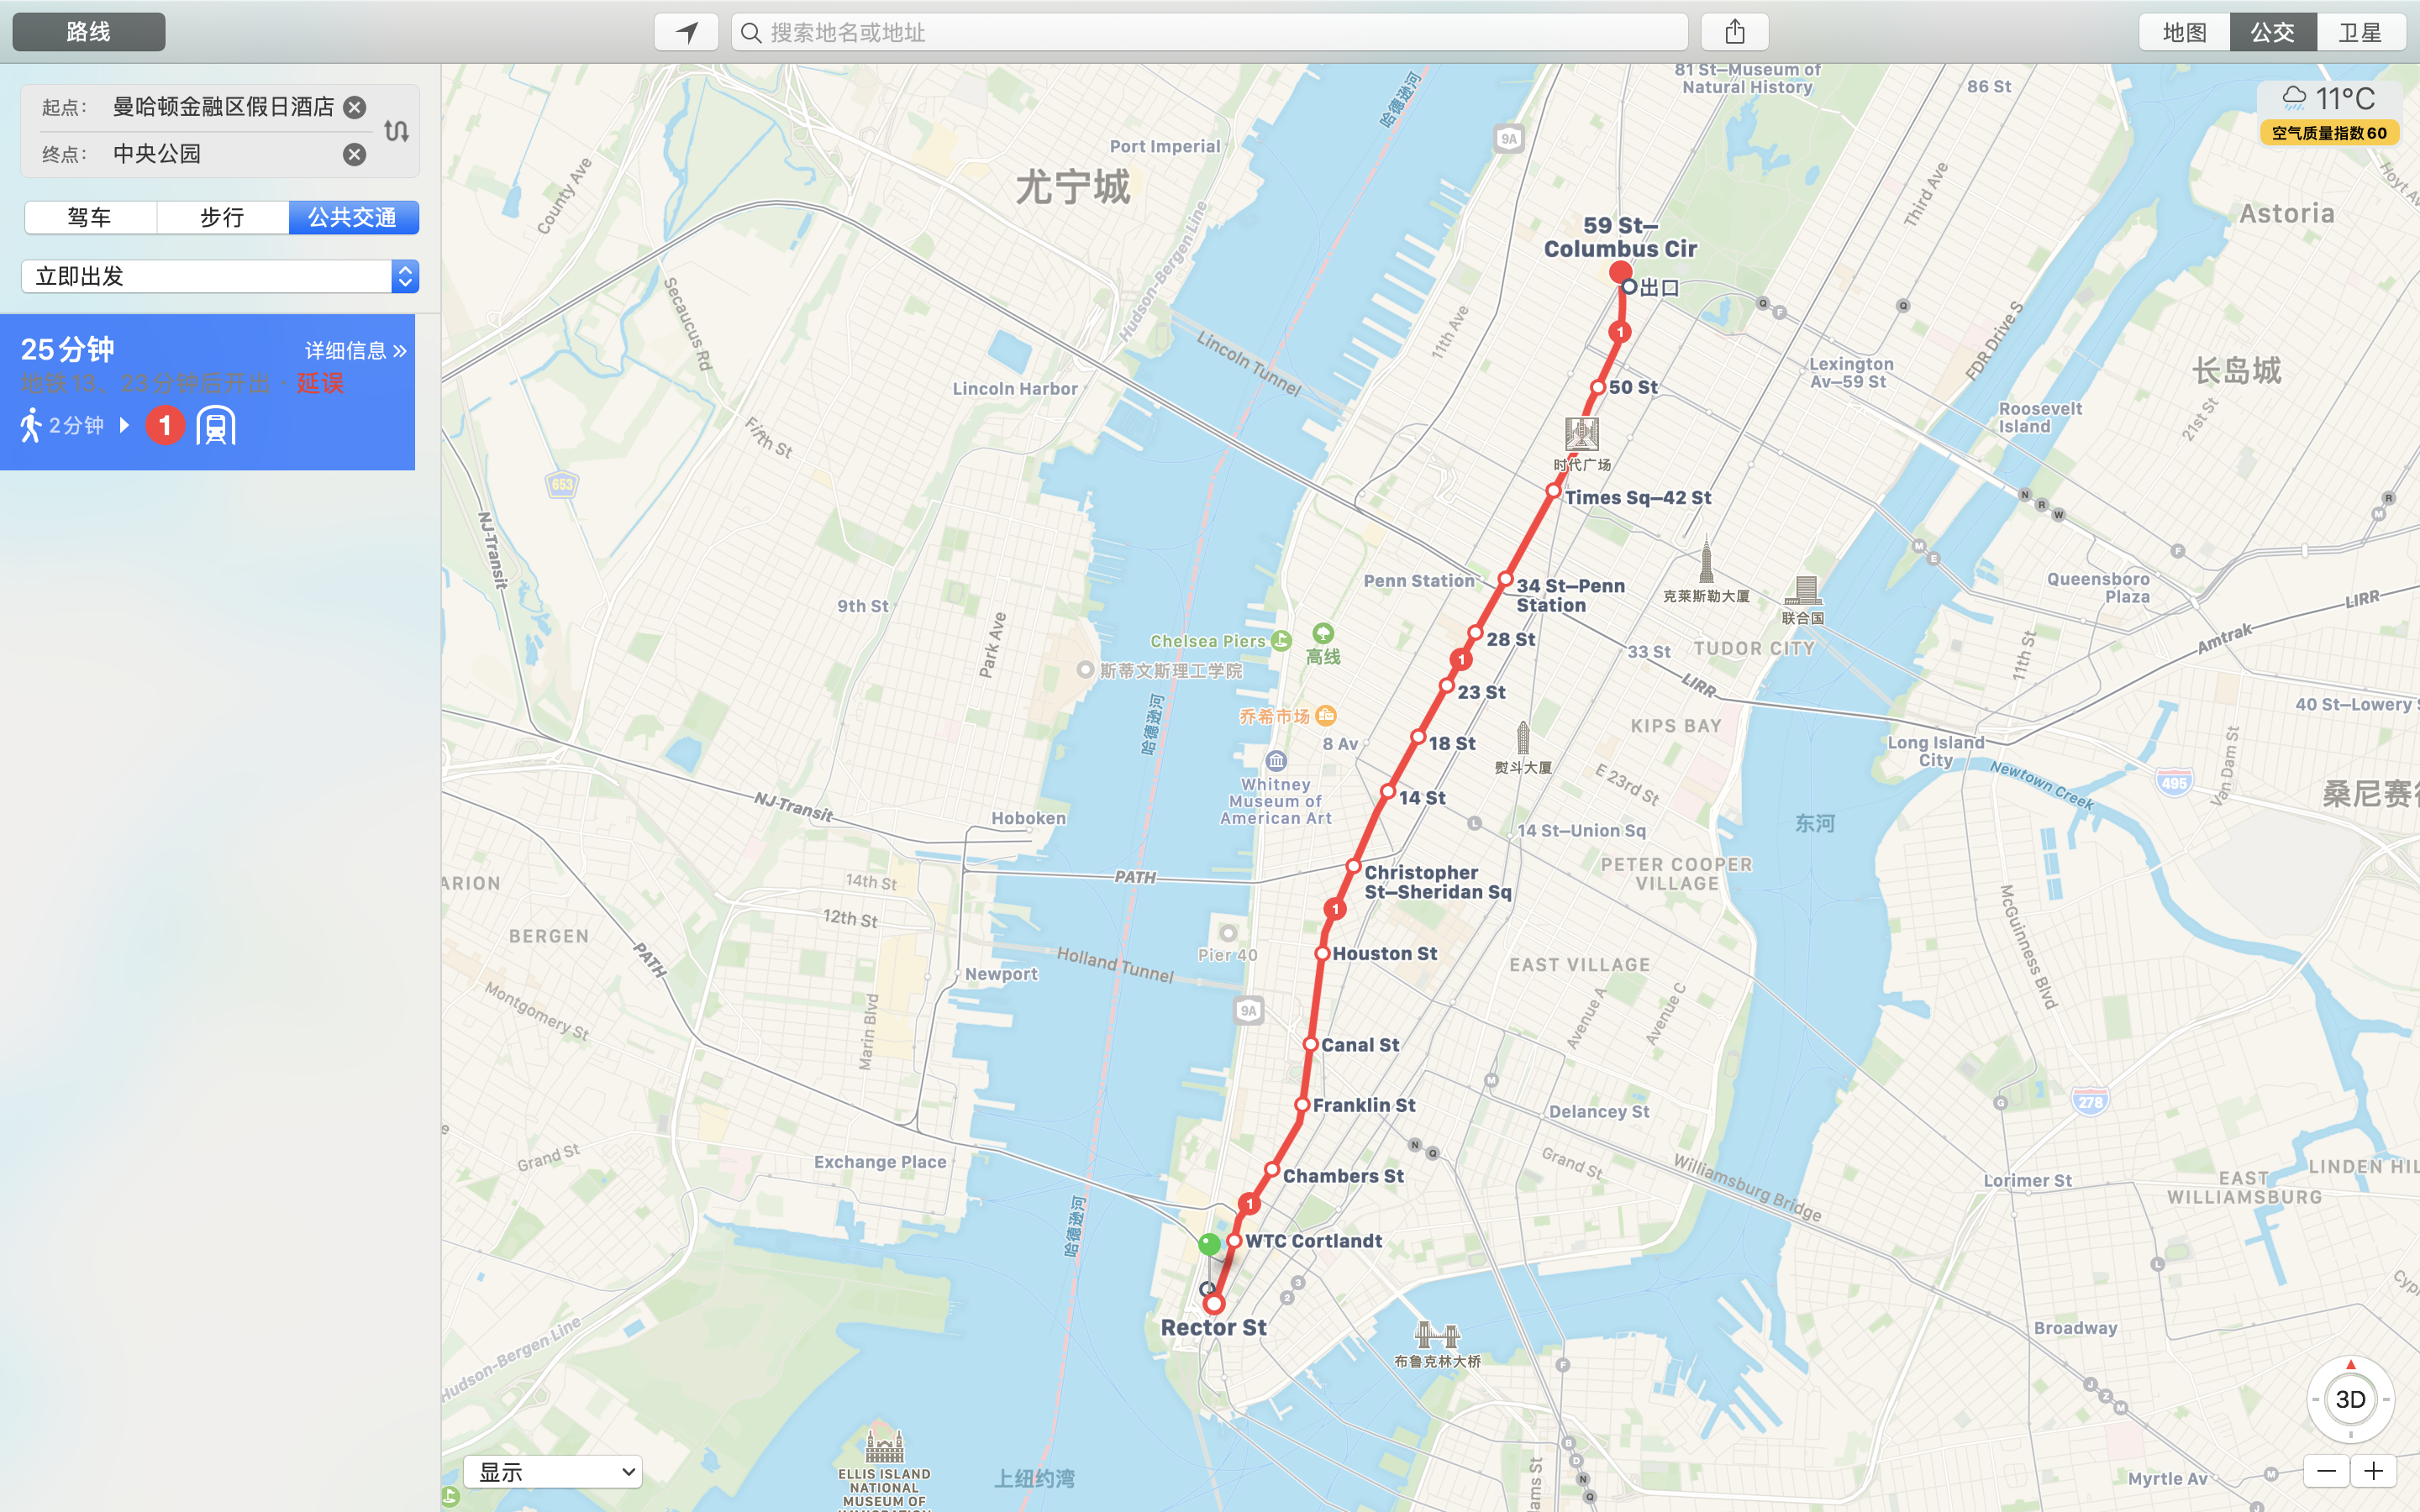 路线
搜索地名或地址
地图
公交
卫星
起点：
曼哈顿金融区假日酒店
终点：
中央公园
驾车
步行
公共交通
立即出发
25分钟
详细信息 »
地铁 13、23 分钟后开出 · 延误
2分钟
1
11°C
空气质量指数 60
81 St–Museum of
Natural History
86 St
哈德逊河
9A
Port Imperial
尤宁城
County Ave
Third Ave
Hoyt Av
Astoria
59 St–
Columbus Cir
出口
Q
F
Q
Hudson-Bergen Line
Secaucus Rd
11th Ave
Lincoln Tunnel
1
FDR Drive S
Lexington
Av–59 St
长岛城
Lincoln Harbor
50 St
Roosevelt
Island
21st St
Fifth St
时代广场
653
Times Sq–42 St
N
R
W
R
M
NJ-Transit
M
E
F
Penn Station
34 St–Penn
Station
克莱斯勒大厦
联合国
Queensboro
Plaza
LIRR
9th St
Park Ave
Chelsea Piers
高线
28 St
33 St
TUDOR CITY
Amtrak
11th St
斯蒂文斯理工学院
1
23 St
LIRR
哈德逊河
乔希市场
KIPS BAY
40 St–Lowery S
8 Av
18 St
熨斗大厦
Long Island
City
Newtown Creek
495
Van Dam St
Whitney
Museum of
American Art
E 23rd St
14 St
NJ-Transit
Hoboken
L
14 St–Union Sq
东河
桑尼赛
PATH
Christopher
St–Sheridan Sq
PETER COOPER
VILLAGE
ARION
14th St
12th St
1
McGuinness Blvd
BERGEN
PATH
Pier 40
Houston St
EAST VILLAGE
Holland Tunnel
Newport
Montgomery St
Marin Blvd
9A
Avenue A
Avenue C
Canal St
M
278
G
Franklin St
Delancey St
N
Q
Grand St
Exchange Place
Grand St
Williamsburg Bridge
Chambers St
Lorimer St
EAST
WILLIAMSBURG
LINDEN HIL
1
哈德逊河
WTC Cortlandt
L
3
2
Cyp
Rector St
布鲁克林大桥
Broadway
F
Hudson-Bergen Line
J
Z
M
3D
B
D
N
Q
显示
ELLIS ISLAND
NATIONAL
MUSEUM OF
上纽约湾
ams St
Myrtle Av
M
J